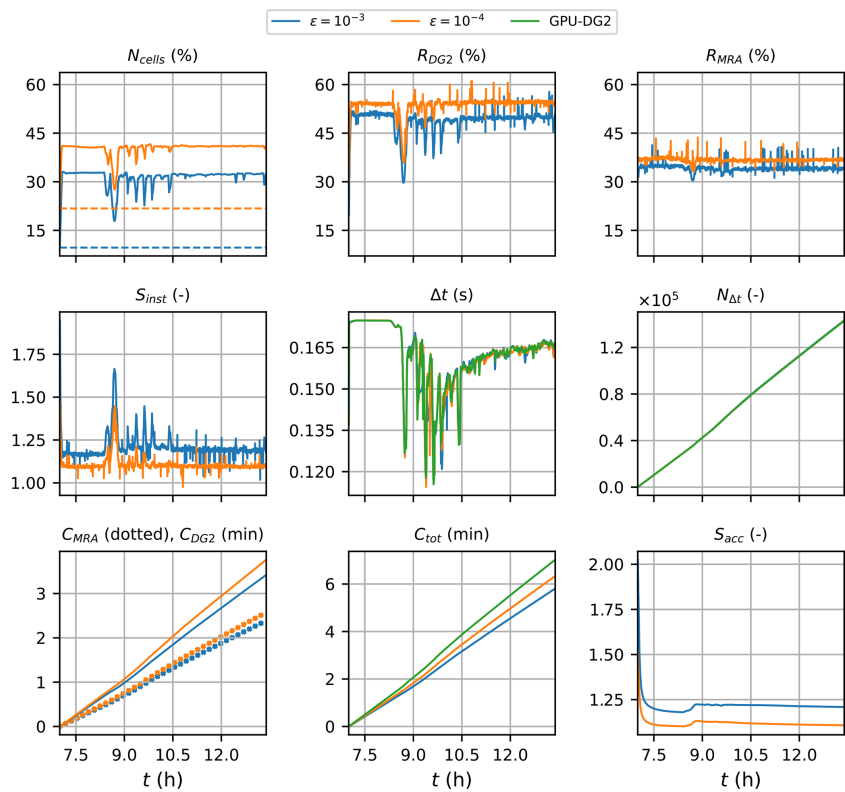 ε = 10⁻³ ε = 10⁻⁴ GPU-DG2
N_cells (%) R_DG2 (%) R_MRA (%)
60 60 60
45 45 45
30 30 30
15 15 15
S_inst (-) Δt (s) N_Δt (-)
×10⁵
1.75 0.165 1.2
1.50 0.150 0.8
1.25 0.135 0.4
1.00 0.120 0.0
C_MRA (dotted), C_DG2 (min) C_tot (min) S_acc (-)
3 6 2.00
2 4 1.75
1 2 1.50
0 0 1.25
7.5 9.0 10.5 12.0 7.5 9.0 10.5 12.0 7.5 9.0 10.5 12.0
t (h) t (h) t (h)